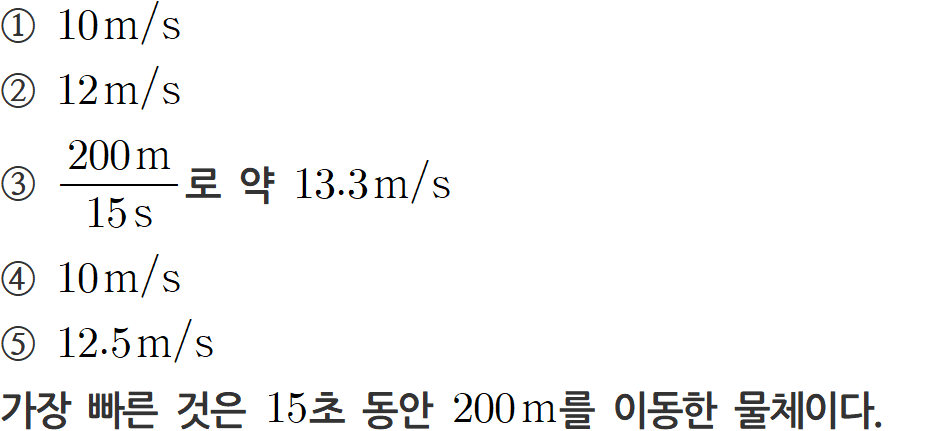 ① 10 m/s
② 12 m/s
③ 200 m / 15 s 로 약 13.3 m/s
④ 10 m/s
⑤ 12.5 m/s
가장 빠른 것은 15초 동안 200 m를 이동한 물체이다.